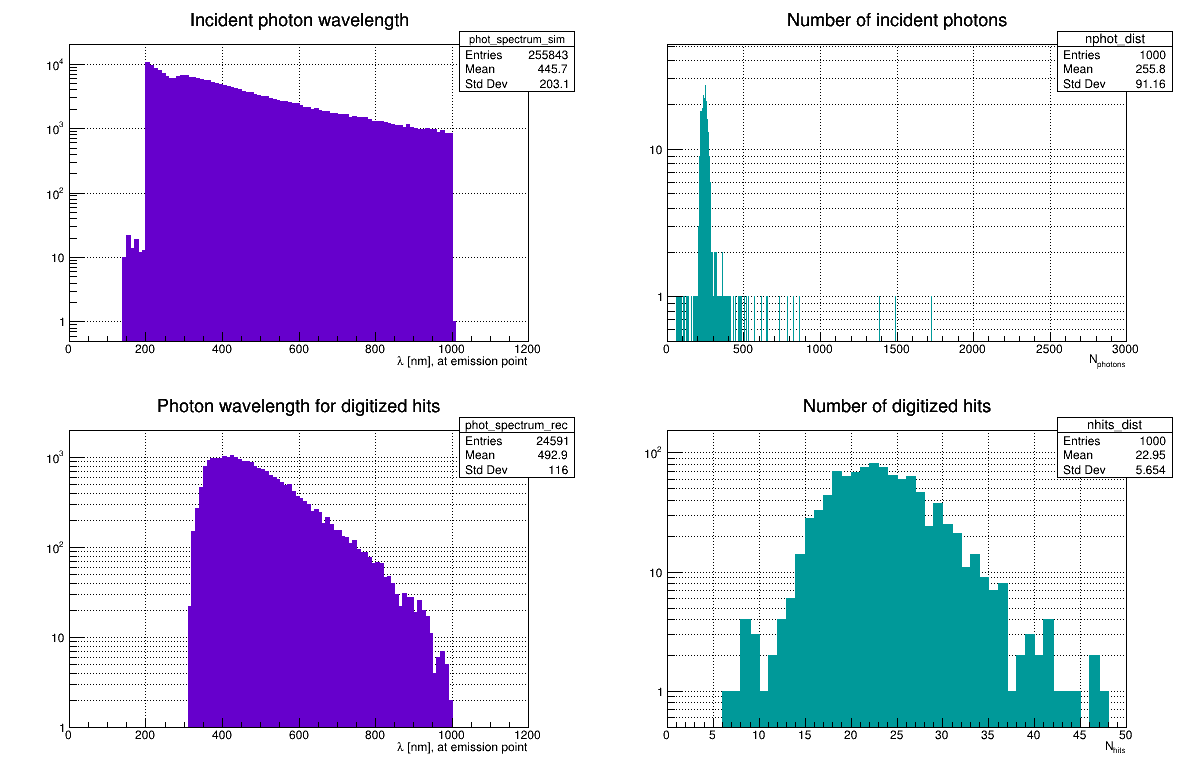 Incident photon wavelength
phot_spectrum_sim
Entries 255843
Mean 445.7
Std Dev 203.1
10^4
10^3
10^2
10
1
0 200 400 600 800 1000 1200
λ [nm], at emission point
Number of incident photons
nphot_dist
Entries 1000
Mean 255.8
Std Dev 91.16
10
1
0 500 1000 1500 2000 2500 3000
N_photons
Photon wavelength for digitized hits
phot_spectrum_rec
Entries 24591
Mean 492.9
Std Dev 116
10^3
10^2
10
1
0 200 400 600 800 1000 1200
λ [nm], at emission point
Number of digitized hits
nhits_dist
Entries 1000
Mean 22.95
Std Dev 5.654
10^2
10
1
0 5 10 15 20 25 30 35 40 45 50
N_hits